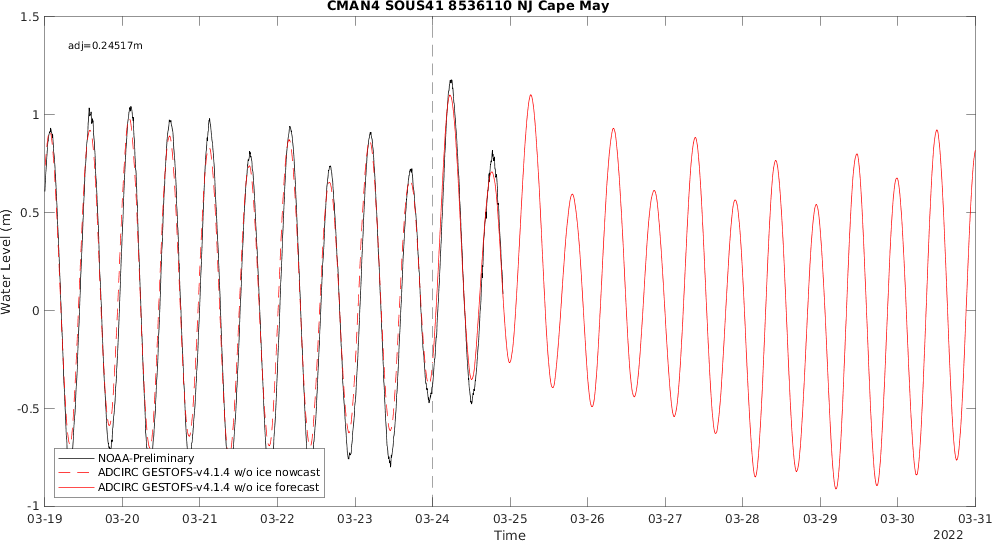 CMAN4 SOUS41 8536110 NJ Cape May
adj=0.24517m
1.5
1
0.5
0
-0.5
-1
Water Level (m)
NOAA-Preliminary
ADCIRC GESTOFS-v4.1.4 w/o ice nowcast
ADCIRC GESTOFS-v4.1.4 w/o ice forecast
03-19 03-20 03-21 03-22 03-23 03-24 03-25 03-26 03-27 03-28 03-29 03-30 03-31
Time
2022